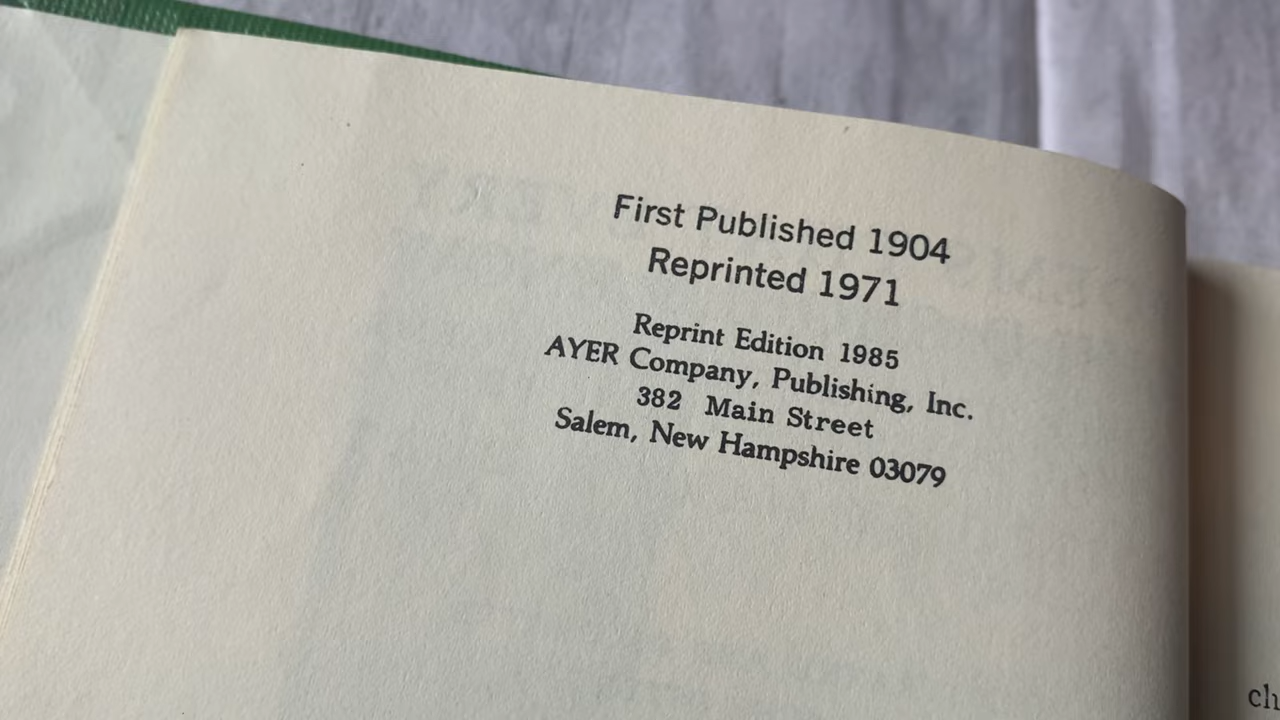 First Published 1904
Reprinted 1971
Reprint Edition 1985
AYER Company, Publishing, Inc.
382 Main Street
Salem, New Hampshire 03079